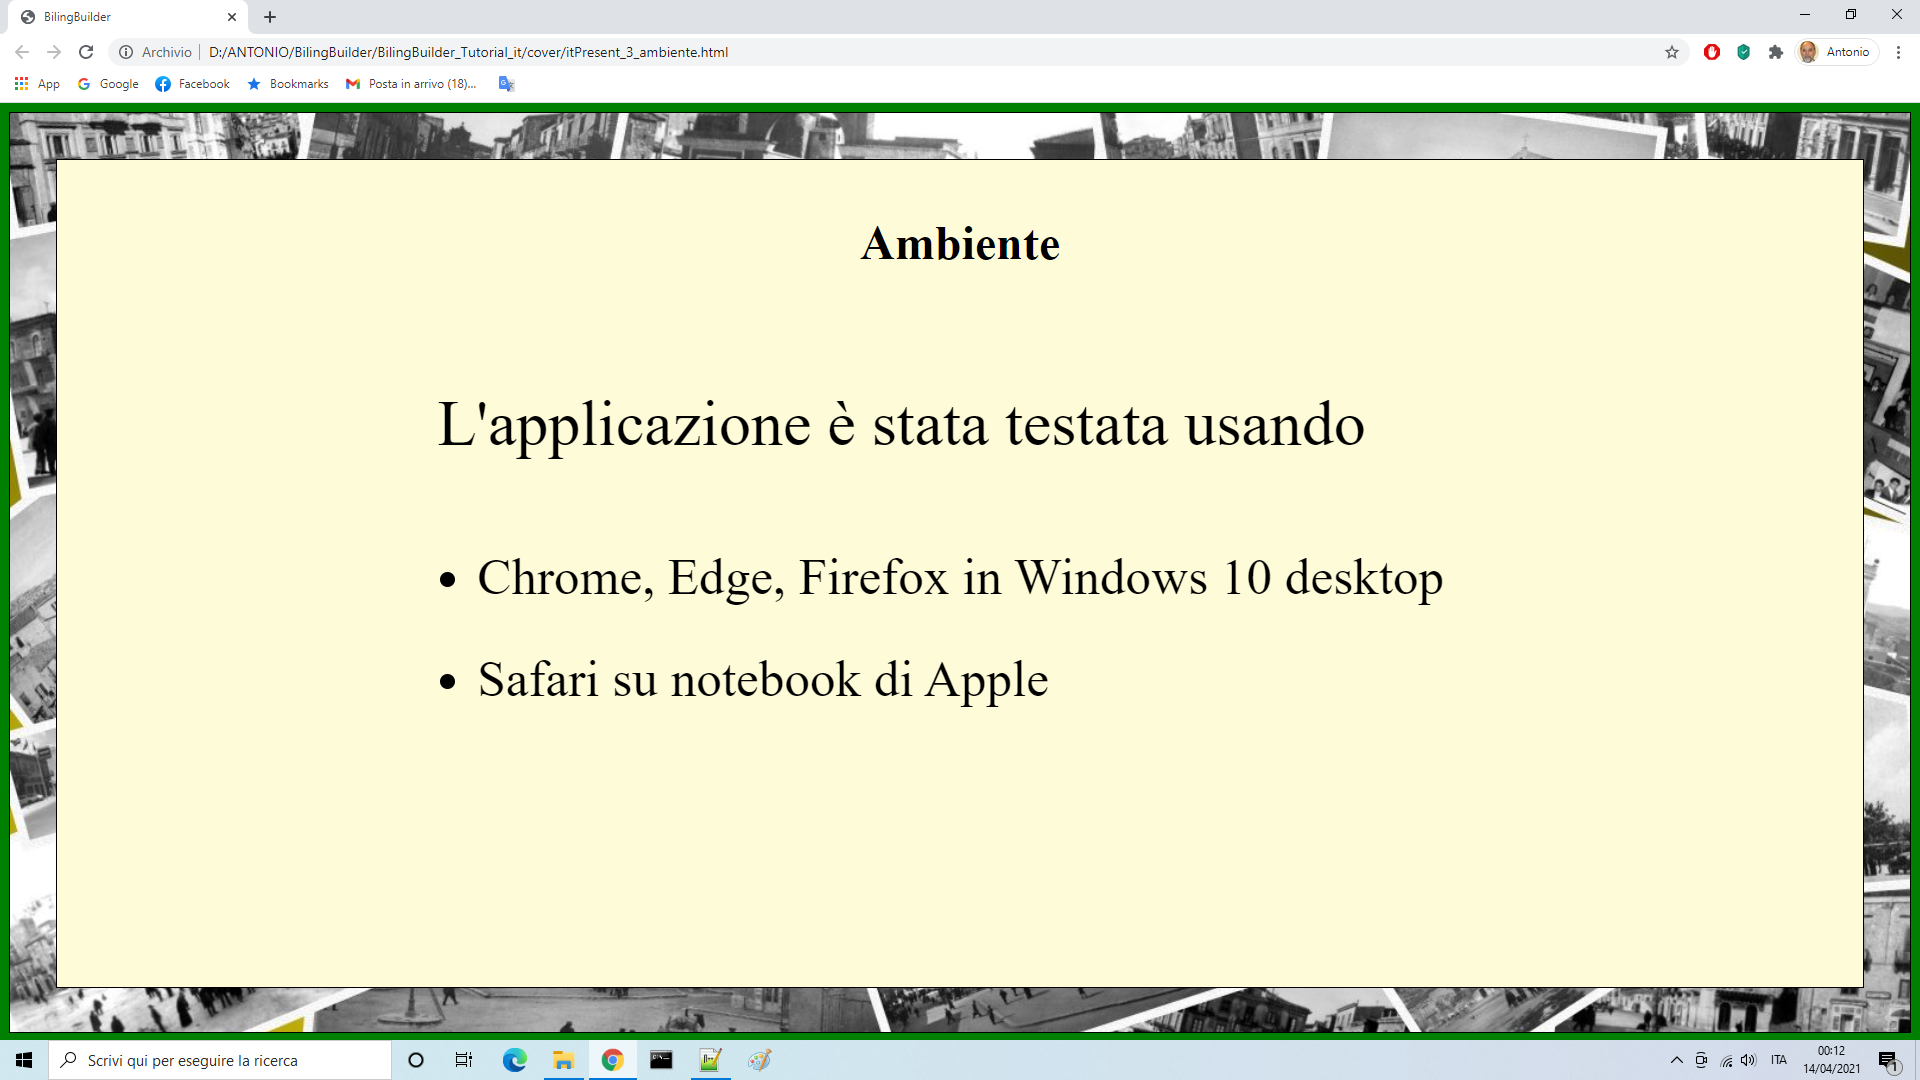 BilingBuilder
Archivio
D:/ANTONIO/BilingBuilder/BilingBuilder_Tutorial_it/cover/itPresent_3_ambiente.html
Antonio
App
Google
Facebook
Bookmarks
Posta in arrivo (18)...
Ambiente
L'applicazione è stata testata usando
• Chrome, Edge, Firefox in Windows 10 desktop
• Safari su notebook di Apple
Scrivi qui per eseguire la ricerca
ITA
00:12
14/04/2021
1